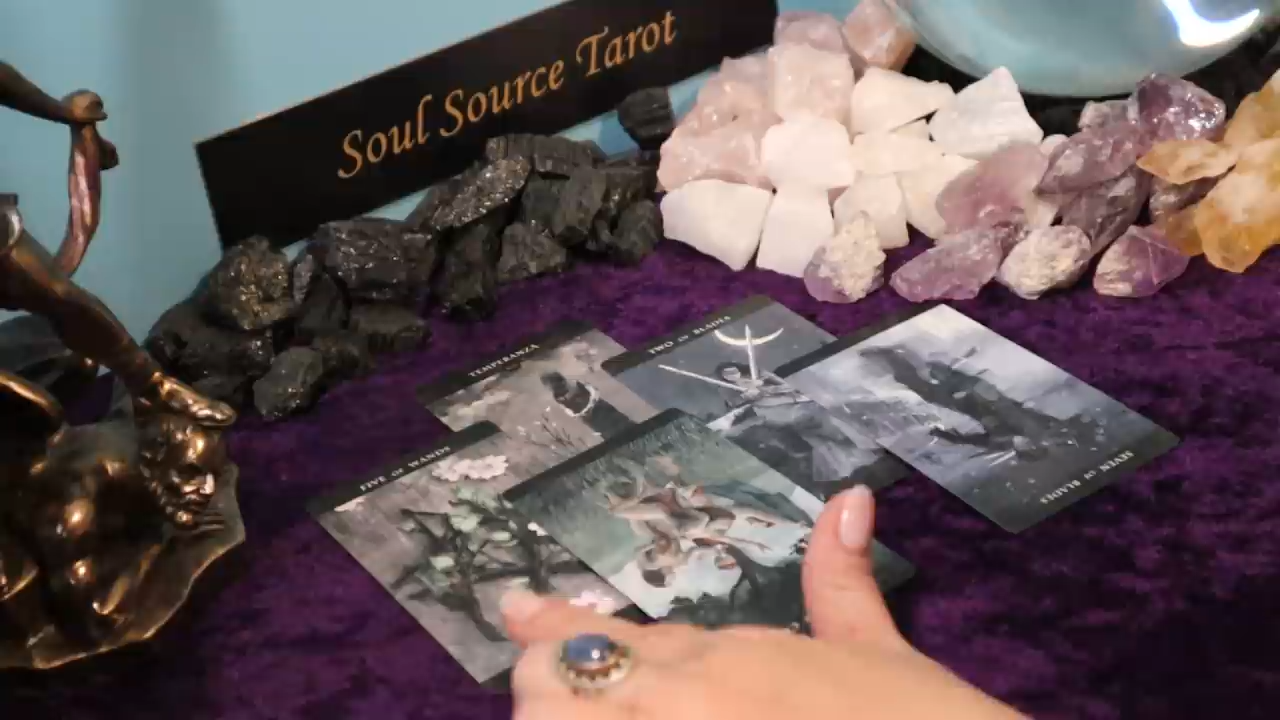 Soul Source Tarot
TEMPERANZA
TWO OF BLADES
FIVE OF WANDS
SEVEN OF BLADES